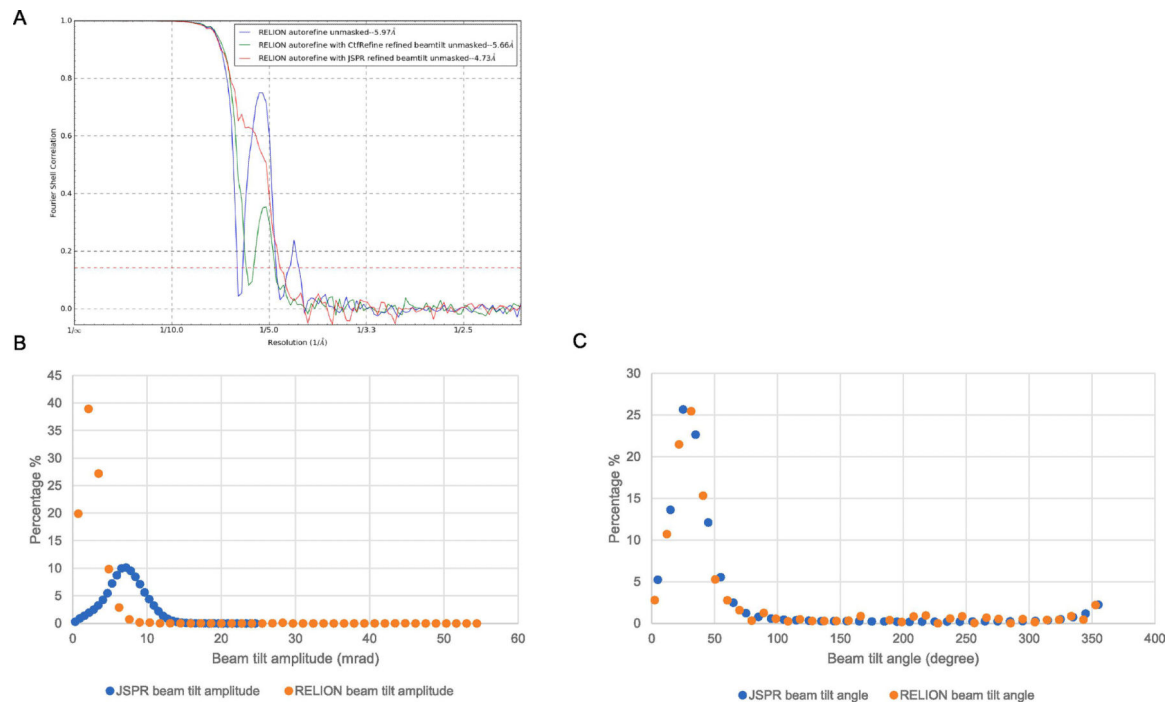 A
RELION autorefine unmasked--5.97Å
RELION autorefine with CtfRefine refined beamtilt unmasked--5.66Å
RELION autorefine with JSPR refined beamtilt unmasked--4.73Å
Fourier Shell Correlation
1.0
0.8
0.6
0.4
0.2
0.0
1/∞ 1/10.0 1/5.0 1/3.3 1/2.5
Resolution (1/Å)
B
Percentage %
45
40
35
30
25
20
15
10
5
0
0 10 20 30 40 50 60
Beam tilt amplitude (mrad)
JSPR beam tilt amplitude RELION beam tilt amplitude
C
Percentage %
30
25
20
15
10
5
0
0 50 100 150 200 250 300 350 400
Beam tilt angle (degree)
JSPR beam tilt angle RELION beam tilt angle